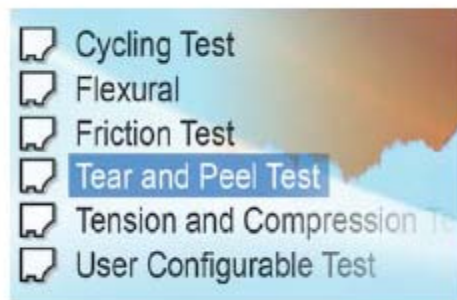 Cycling Test
Flexural
Friction Test
Tear and Peel Test
Tension and Compression
User Configurable Test